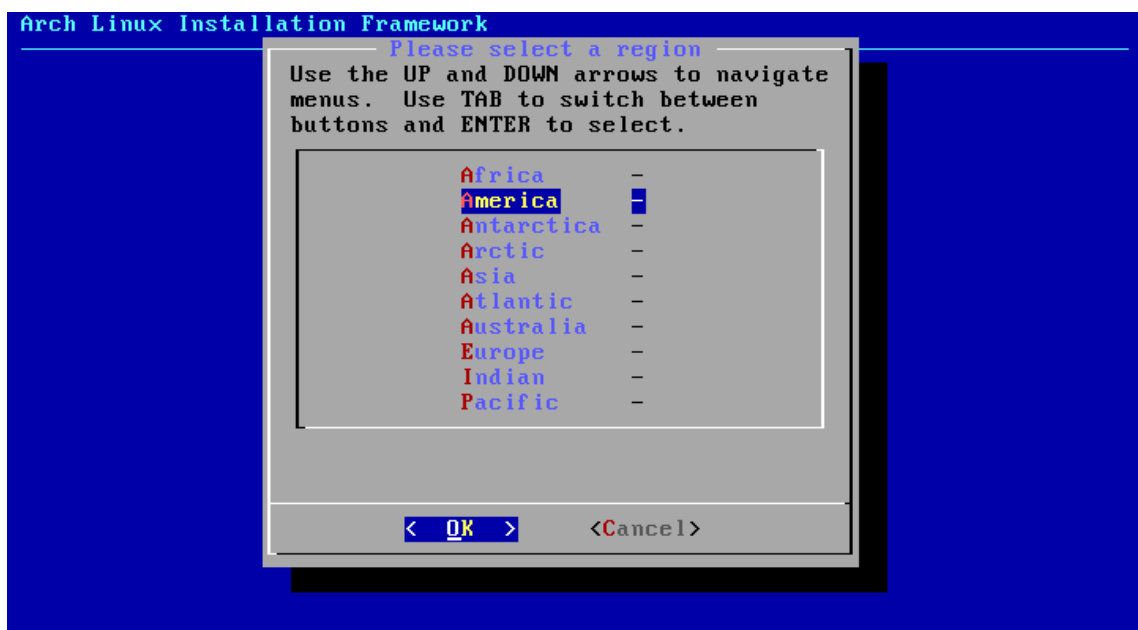 Arch Linux Installation Framework
Please select a region
Use the UP and DOWN arrows to navigate
menus.  Use TAB to switch between
buttons and ENTER to select.
Africa -
America -
Antarctica -
Arctic -
Asia -
Atlantic -
Australia -
Europe -
Indian -
Pacific -
<  OK  > <Cancel>